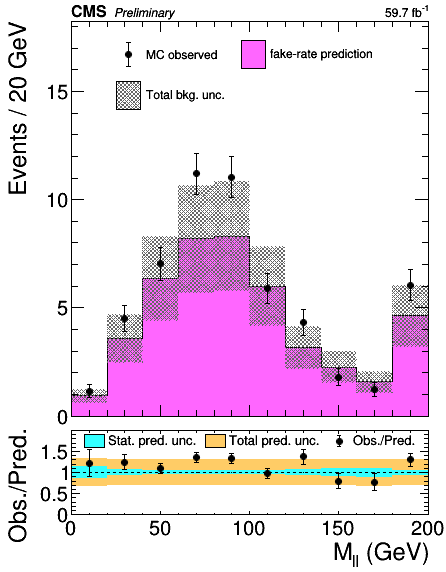 CMS Preliminary 59.7 fb⁻¹
Events / 20 GeV
MC observed fake-rate prediction
Total bkg. unc.
15
10
5
0
Obs./Pred.
Stat. pred. unc. Total pred. unc. Obs./Pred.
1.5
1
0.5
0
0 50 100 150 200
M_ll (GeV)